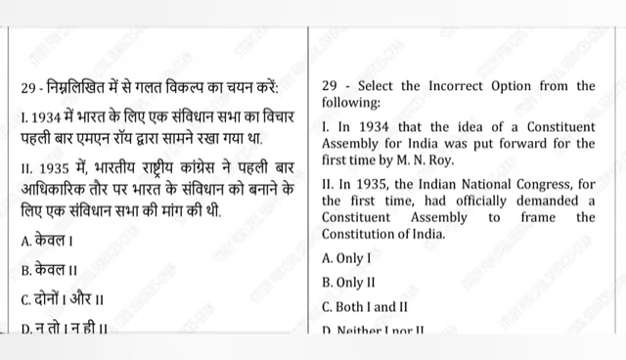 29 - निम्नलिखित में से गलत विकल्प का चयन करें:
I. 1934 में भारत के लिए एक संविधान सभा का विचार
पहली बार एमएन रॉय द्वारा सामने रखा गया था.
II. 1935 में, भारतीय राष्ट्रीय कांग्रेस ने पहली बार
आधिकारिक तौर पर भारत के संविधान को बनाने के
लिए एक संविधान सभा की मांग की थी.
A. केवल I
B. केवल II
C. दोनों I और II
D. न तो I न ही II
29 - Select the Incorrect Option from the
following:
I. In 1934 that the idea of a Constituent
Assembly for India was put forward for the
first time by M. N. Roy.
II. In 1935, the Indian National Congress, for
the first time, had officially demanded a
Constituent Assembly to frame the
Constitution of India.
A. Only I
B. Only II
C. Both I and II
D. Neither I nor II